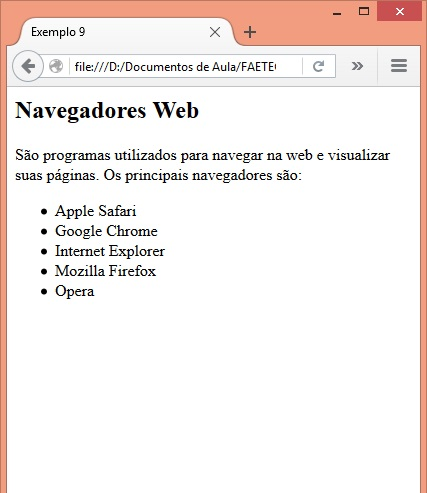 Exemplo 9
file:///D:/Documentos de Aula/FAETEC
Navegadores Web
São programas utilizados para navegar na web e visualizar
suas páginas. Os principais navegadores são:
Apple Safari
Google Chrome
Internet Explorer
Mozilla Firefox
Opera